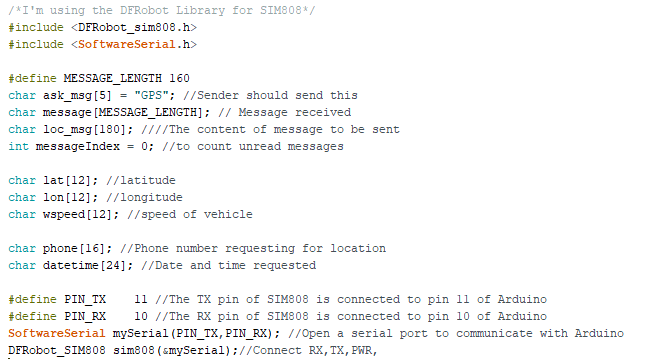 /*I'm using the DFRobot Library for SIM808*/
#include <DFRobot_sim808.h>
#include <SoftwareSerial.h>
#define MESSAGE_LENGTH 160
char ask_msg[5] = "GPS"; //Sender should send this
char message[MESSAGE_LENGTH]; // Message received
char loc_msg[180]; ////The content of message to be sent
int messageIndex = 0; //to count unread messages
char lat[12]; //latitude
char lon[12]; //longitude
char wspeed[12]; //speed of vehicle
char phone[16]; //Phone number requesting for location
char datetime[24]; //Date and time requested
#define PIN_TX    11 //The TX pin of SIM808 is connected to pin 11 of Arduino
#define PIN_RX    10 //The RX pin of SIM808 is connected to pin 10 of Arduino
SoftwareSerial mySerial(PIN_TX,PIN_RX); //Open a serial port to communicate with Arduino
DFRobot_SIM808 sim808(&mySerial);//Connect RX,TX,PWR,